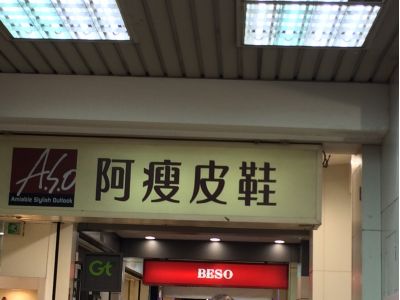 A.S.O
Amiable Stylish Outlook
阿瘦皮鞋
Gt
BESO